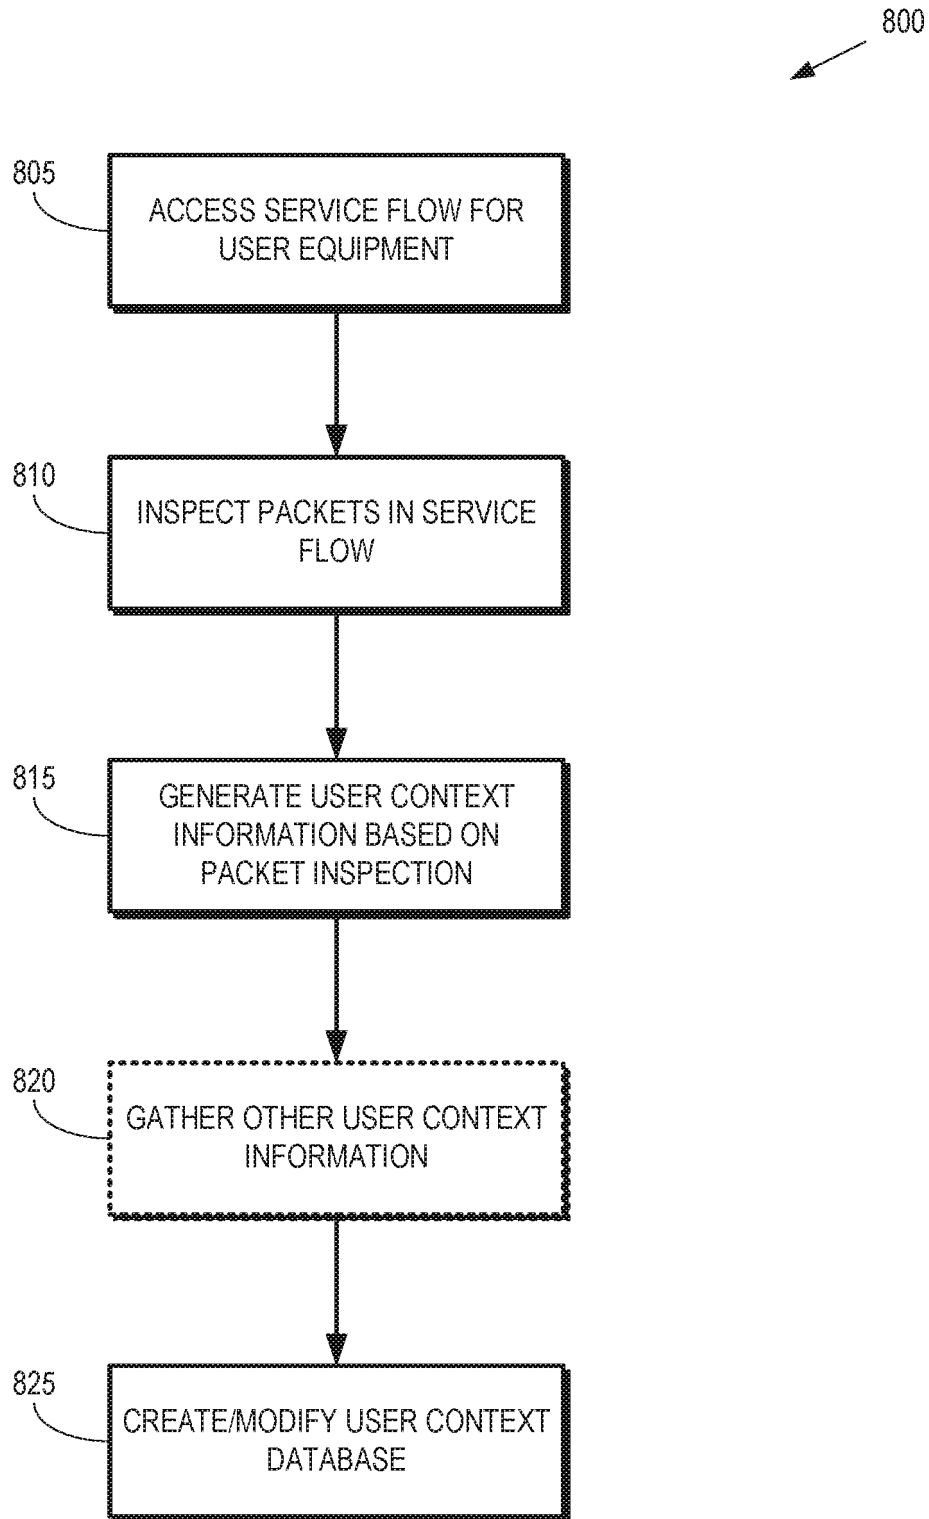 800
805
ACCESS SERVICE FLOW FOR
USER EQUIPMENT
810
INSPECT PACKETS IN SERVICE
FLOW
815
GENERATE USER CONTEXT
INFORMATION BASED ON
PACKET INSPECTION
820
GATHER OTHER USER CONTEXT
INFORMATION
825
CREATE/MODIFY USER CONTEXT
DATABASE